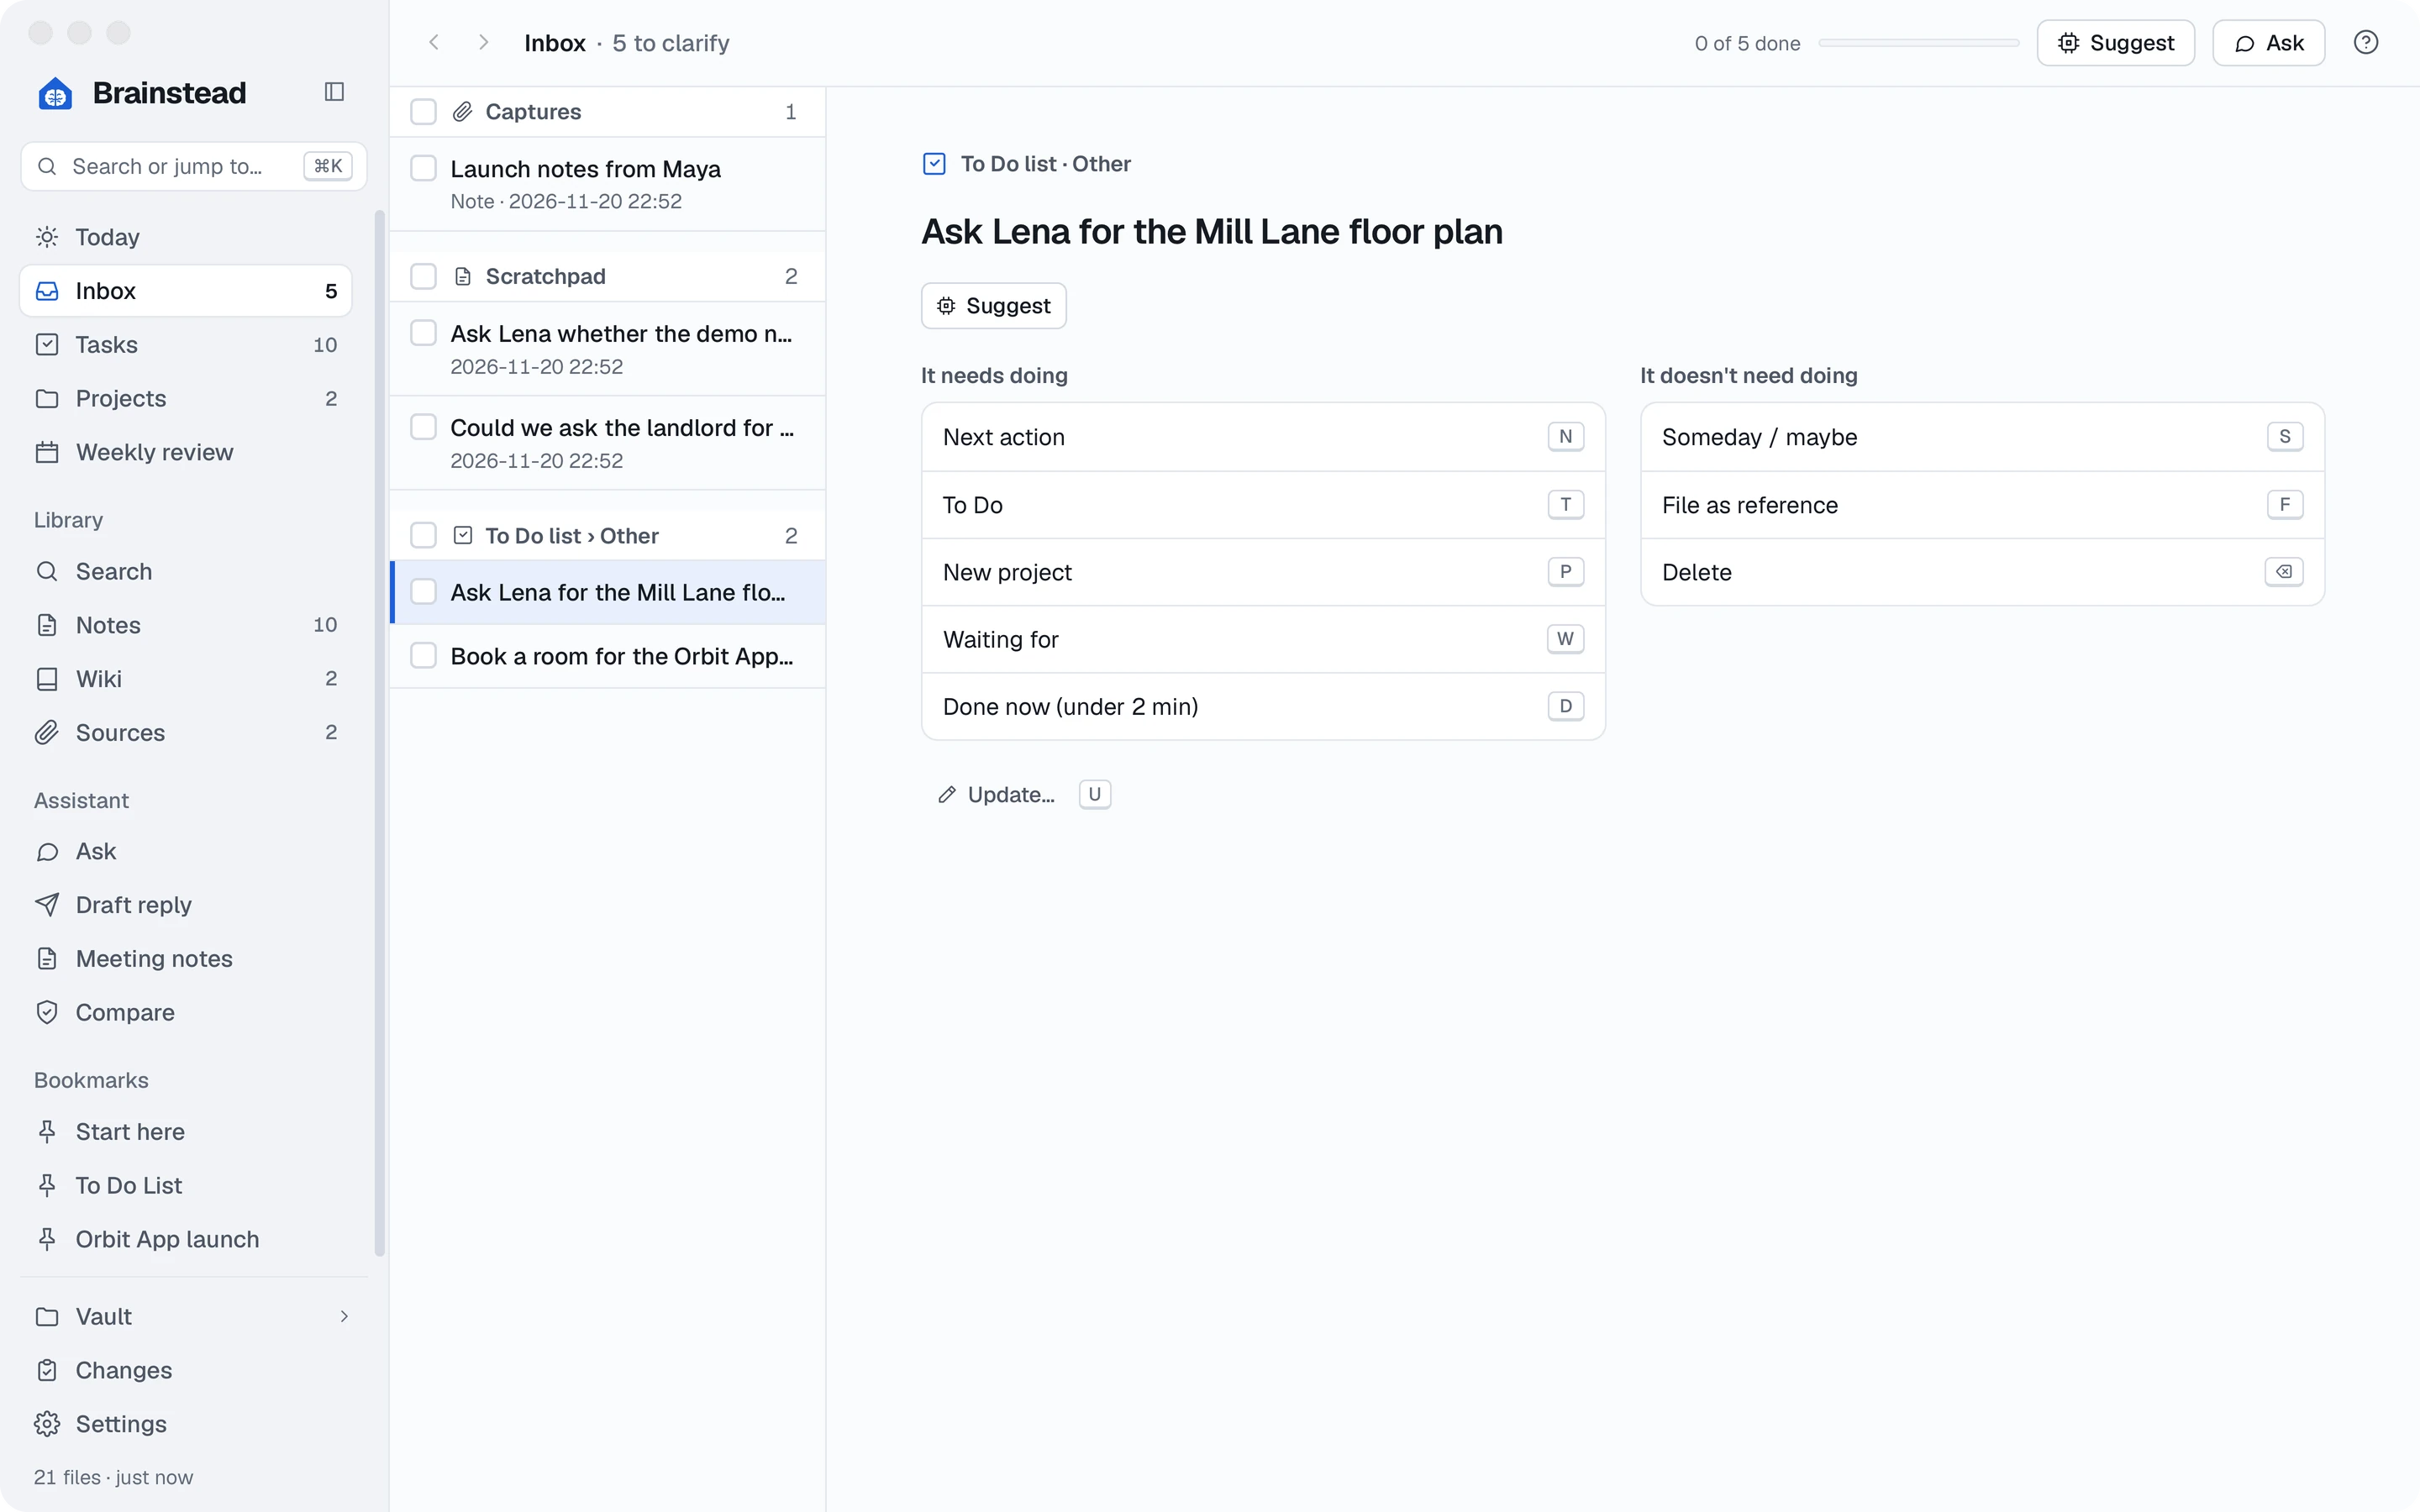 Brainstead
Search or jump to... ⌘K
Today
Inbox 5
Tasks 10
Projects 2
Weekly review
Library
Search
Notes 10
Wiki 2
Sources 2
Assistant
Ask
Draft reply
Meeting notes
Compare
Bookmarks
Start here
To Do List
Orbit App launch
Vault
Changes
Settings
21 files · just now
Inbox · 5 to clarify
0 of 5 done
Suggest
Ask
Captures 1
Launch notes from Maya
Note · 2026-11-20 22:52
Scratchpad 2
Ask Lena whether the demo n...
2026-11-20 22:52
Could we ask the landlord for ...
2026-11-20 22:52
To Do list › Other 2
Ask Lena for the Mill Lane flo...
Book a room for the Orbit App...
To Do list · Other
Ask Lena for the Mill Lane floor plan
Suggest
It needs doing
Next action N
To Do T
New project P
Waiting for W
Done now (under 2 min) D
Update... U
It doesn't need doing
Someday / maybe S
File as reference F
Delete